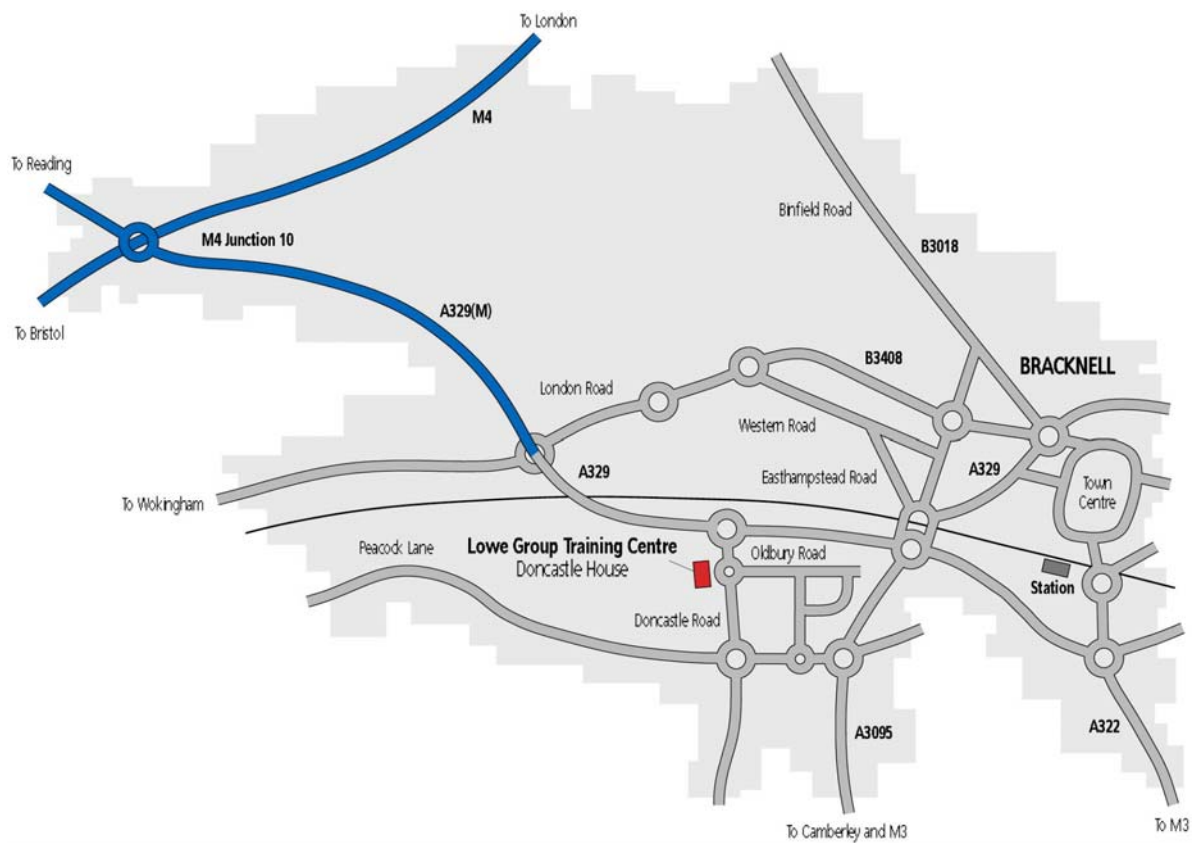 To London
M4
To Reading
M4 Junction 10
To Bristol
A329(M)
Binfield Road
B3018
BRACKNELL
B3408
London Road
Western Road
Easthampstead Road
A329
A329
Town
Centre
To Wokingham
Peacock Lane
Lowe Group Training Centre
Doncastle House
Oldbury Road
Station
Doncastle Road
A3095
A322
To Camberley and M3
To M3